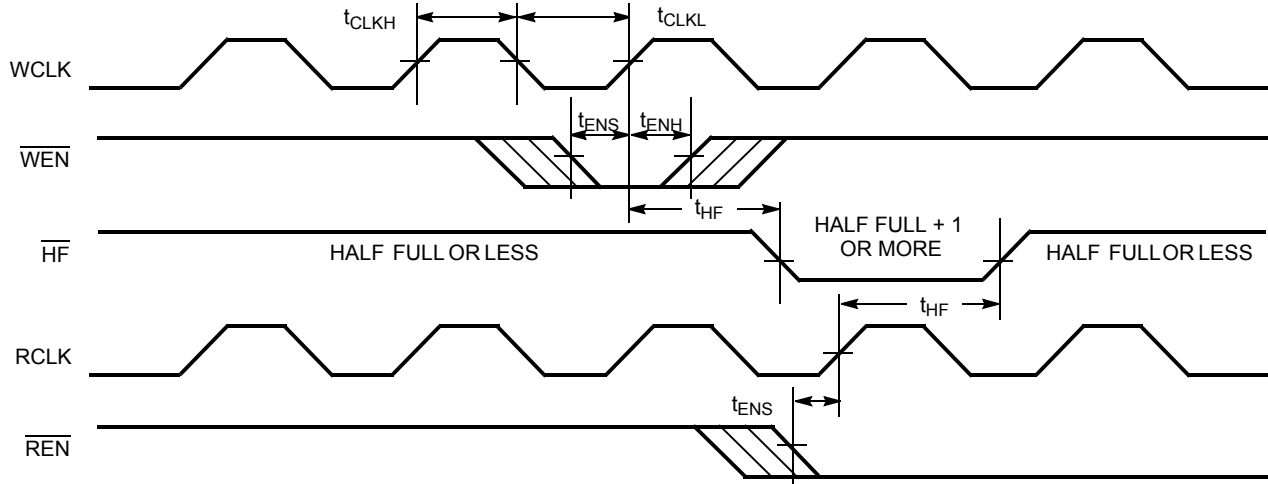 tCLKH
tCLKL
WCLK
tENS
tENH
WEN
tHF
HALF FULL + 1
OR MORE
HF
HALF FULL OR LESS
HALF FULL OR LESS
tHF
RCLK
tENS
REN